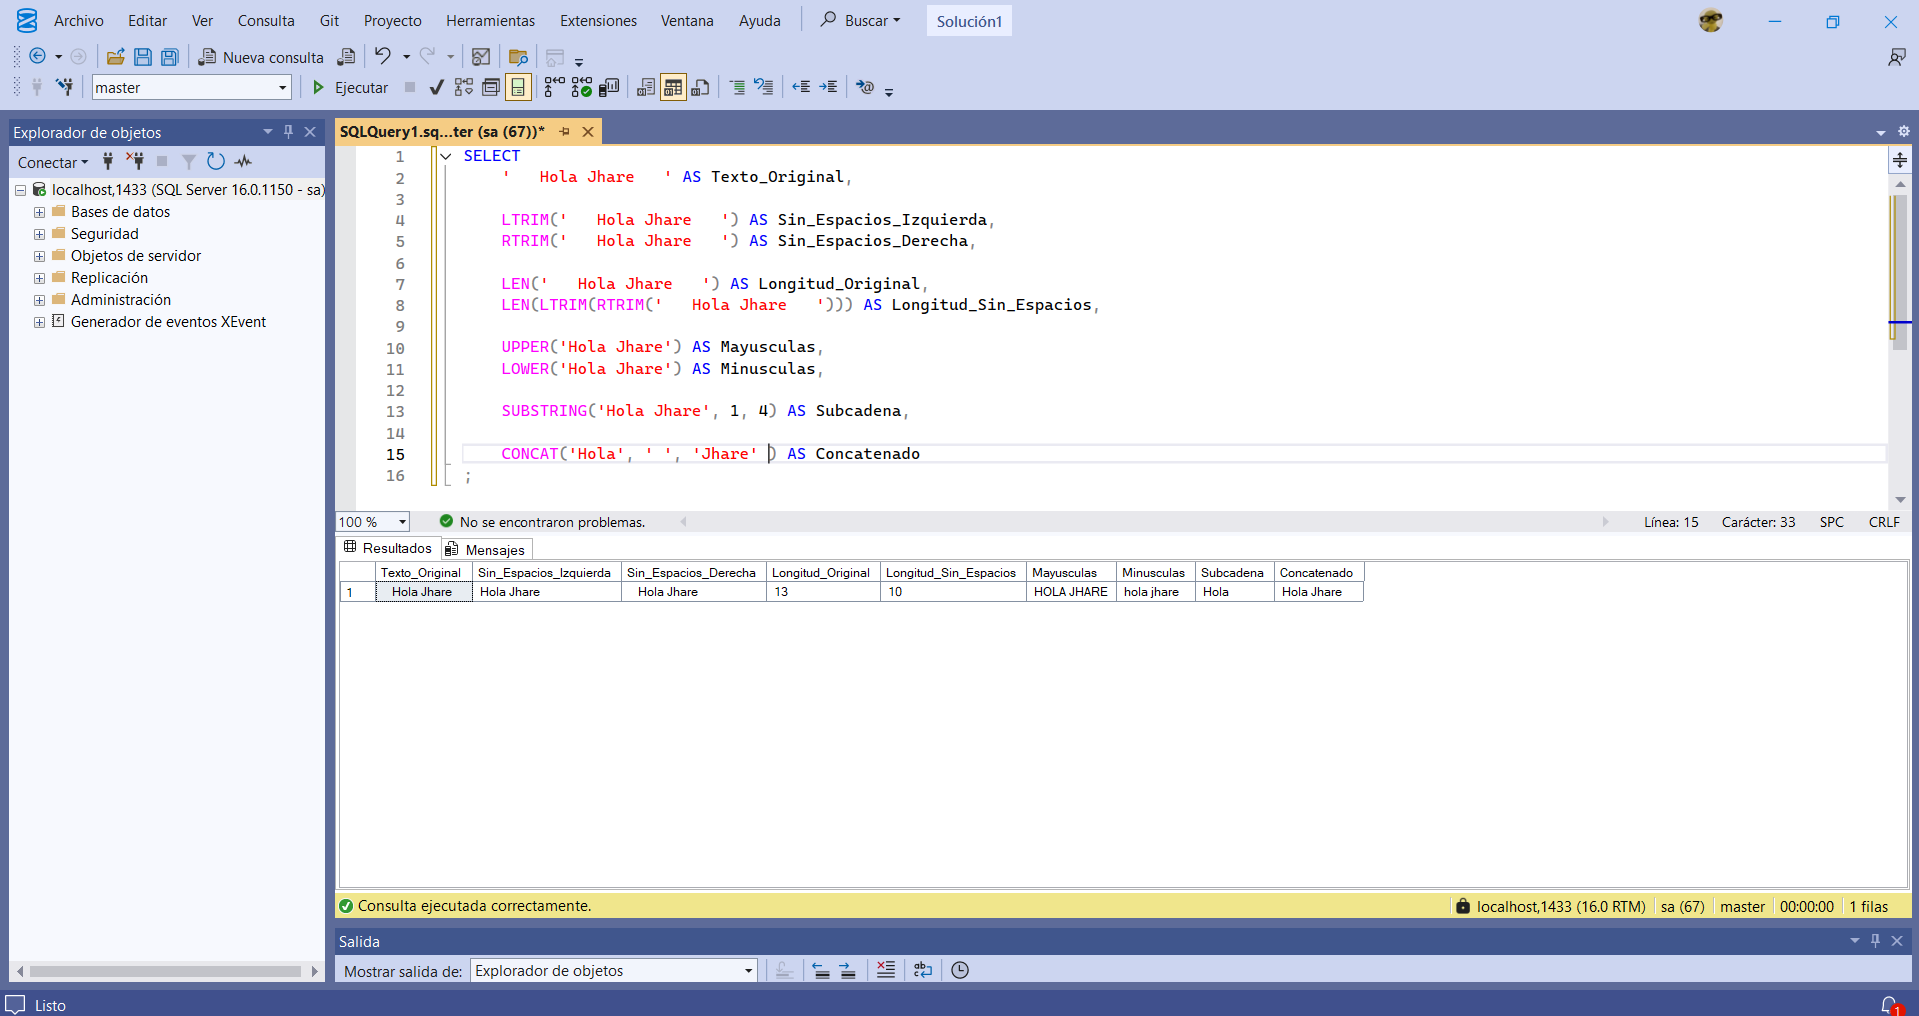 Archivo Editar Ver Consulta Git Proyecto Herramientas Extensiones Ventana Ayuda Buscar Solución1
Nueva consulta
master Ejecutar
Explorador de objetos
Conectar
localhost,1433 (SQL Server 16.0.1150 - sa)
Bases de datos
Seguridad
Objetos de servidor
Replicación
Administración
Generador de eventos XEvent
SQLQuery1.sq...ter (sa (67))*
1 SELECT
2 '   Hola Jhare   ' AS Texto_Original,
3
4 LTRIM('   Hola Jhare   ') AS Sin_Espacios_Izquierda,
5 RTRIM('   Hola Jhare   ') AS Sin_Espacios_Derecha,
6
7 LEN('   Hola Jhare   ') AS Longitud_Original,
8 LEN(LTRIM(RTRIM('   Hola Jhare   '))) AS Longitud_Sin_Espacios,
9
10 UPPER('Hola Jhare') AS Mayusculas,
11 LOWER('Hola Jhare') AS Minusculas,
12
13 SUBSTRING('Hola Jhare', 1, 4) AS Subcadena,
14
15 CONCAT('Hola', ' ', 'Jhare' ) AS Concatenado
16 ;
100 % No se encontraron problemas. Línea: 15 Carácter: 33 SPC CRLF
Resultados Mensajes
Texto_Original Sin_Espacios_Izquierda Sin_Espacios_Derecha Longitud_Original Longitud_Sin_Espacios Mayusculas Minusculas Subcadena Concatenado
1 Hola Jhare Hola Jhare Hola Jhare 13 10 HOLA JHARE hola jhare Hola Hola Jhare
Consulta ejecutada correctamente. localhost,1433 (16.0 RTM) sa (67) master 00:00:00 1 filas
Salida
Mostrar salida de: Explorador de objetos
Listo 1